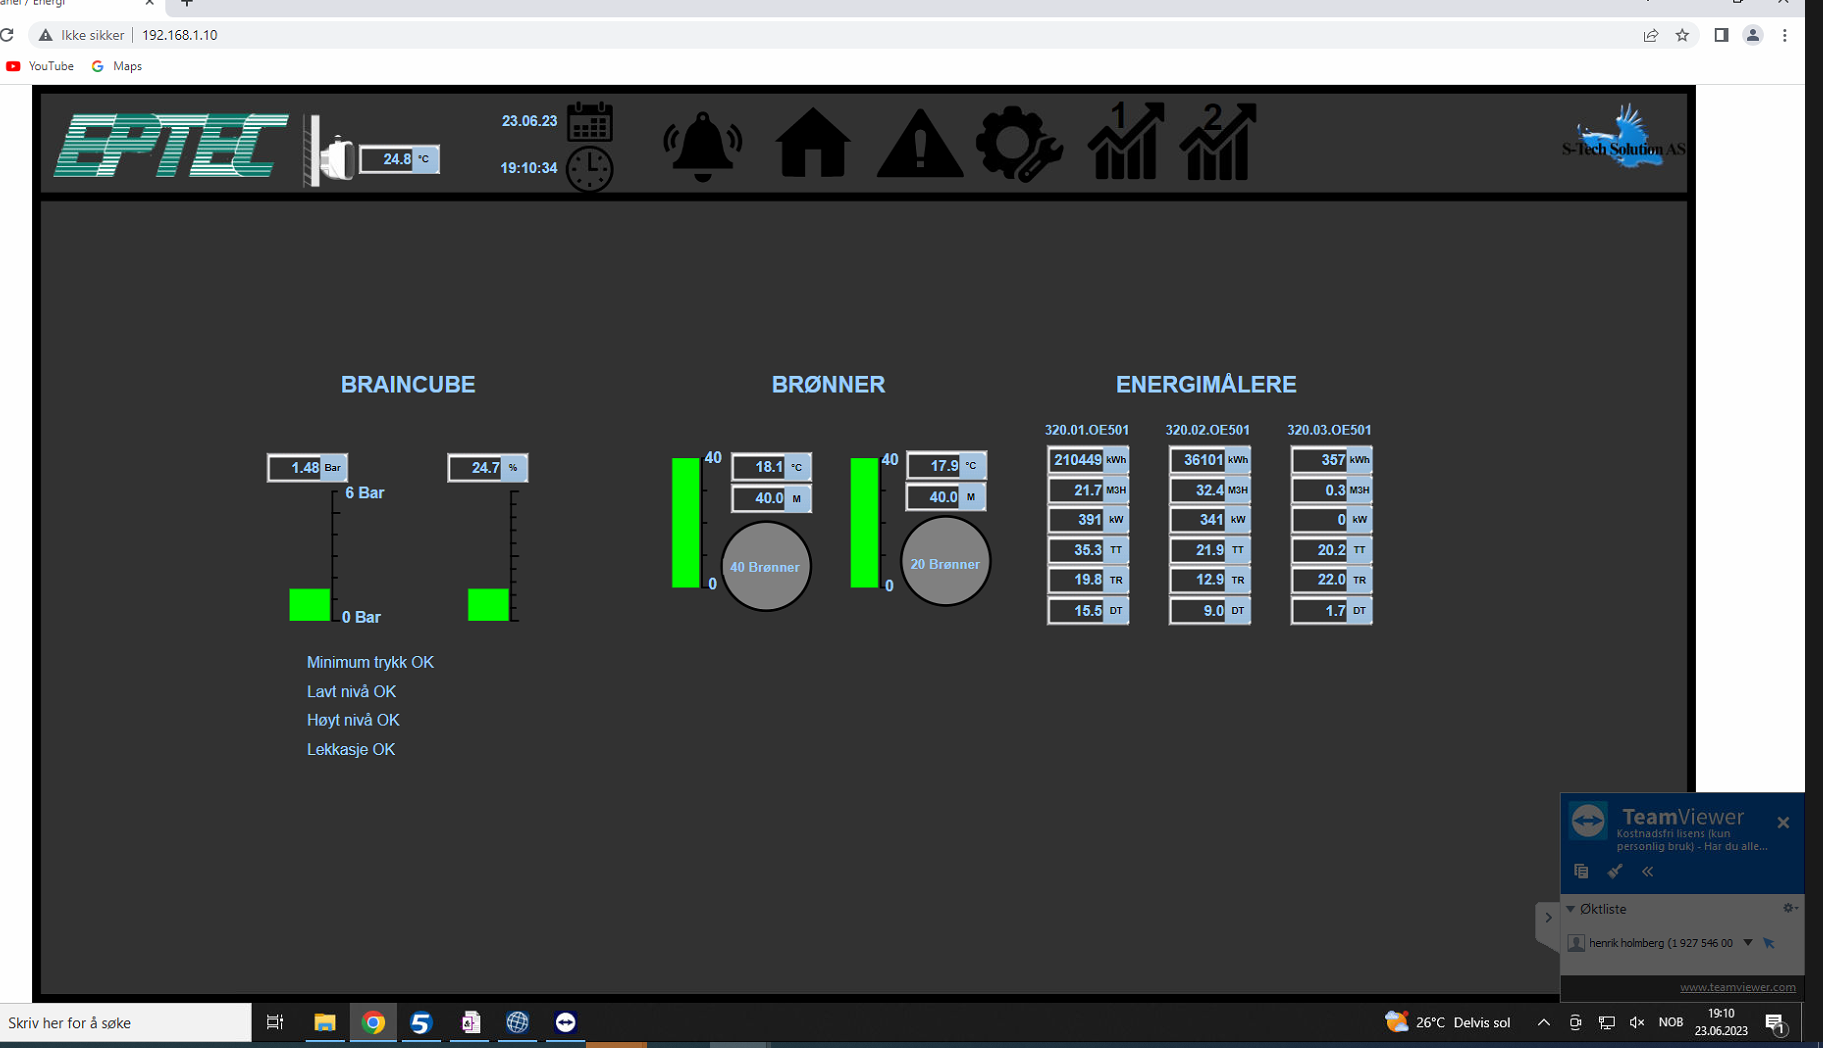 Ikke sikker
192.168.1.10
YouTube
Maps
EPTEC
24.8 °C
23.06.23
19:10:34
1
2
S-Tech Solution AS
BRAINCUBE
1.48 Bar
24.7 %
6 Bar
0 Bar
Minimum trykk OK
Lavt nivå OK
Høyt nivå OK
Lekkasje OK
BRØNNER
40
18.1 °C
40.0 M
40 Brønner
0
40
17.9 °C
40.0 M
20 Brønner
0
ENERGIMÅLERE
320.01.OE501 320.02.OE501 320.03.OE501
210449 kWh 36101 kWh 357 kWh
21.7 M3H 32.4 M3H 0.3 M3H
391 kW 341 kW 0 kW
35.3 TT 21.9 TT 20.2 TT
19.8 TR 12.9 TR 22.0 TR
15.5 DT 9.0 DT 1.7 DT
TeamViewer
Kostnadsfri lisens (kun
personlig bruk) - Har du alle...
Øktliste
henrik holmberg (1 927 546 00
www.teamviewer.com
Skriv her for å søke
5
26°C Delvis sol
NOB
19:10
23.06.2023
1